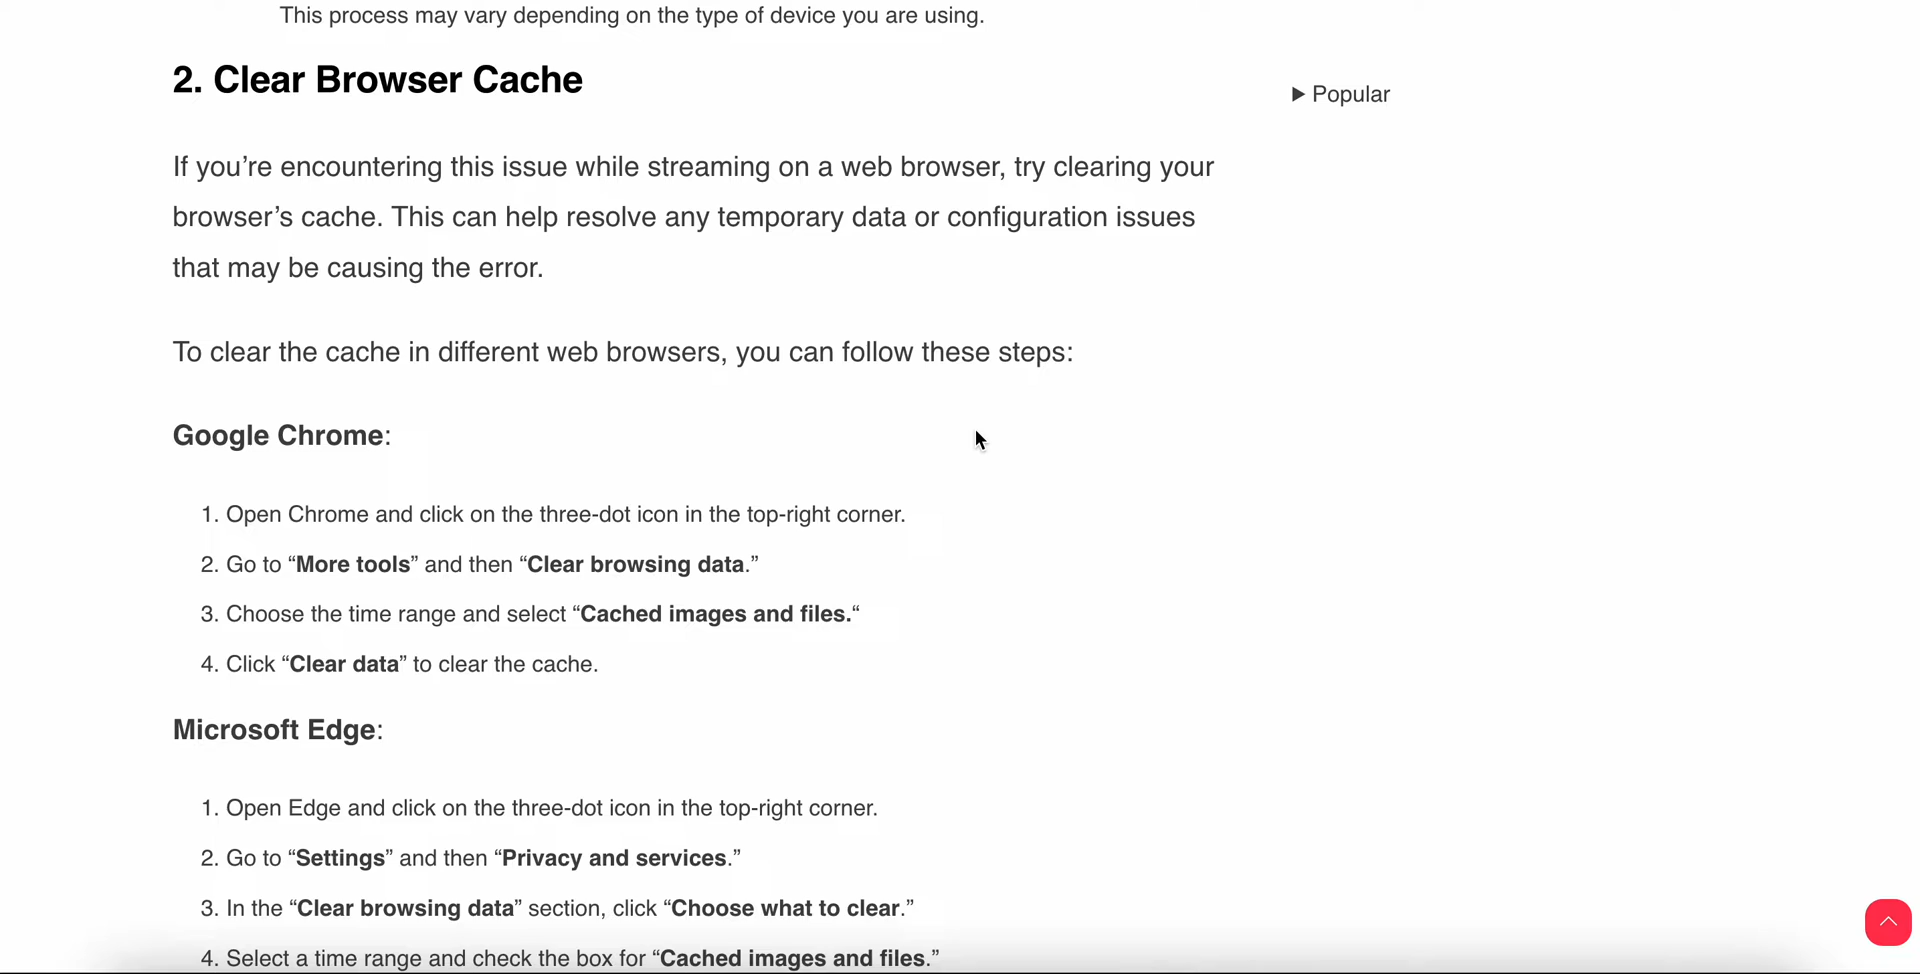 This process may vary depending on the type of device you are using.
2. Clear Browser Cache
▶ Popular
If you’re encountering this issue while streaming on a web browser, try clearing your
browser’s cache. This can help resolve any temporary data or configuration issues
that may be causing the error.
To clear the cache in different web browsers, you can follow these steps:
Google Chrome:
1. Open Chrome and click on the three-dot icon in the top-right corner.
2. Go to “More tools” and then “Clear browsing data.”
3. Choose the time range and select “Cached images and files.“
4. Click “Clear data” to clear the cache.
Microsoft Edge:
1. Open Edge and click on the three-dot icon in the top-right corner.
2. Go to “Settings” and then “Privacy and services.”
3. In the “Clear browsing data” section, click “Choose what to clear.”
4. Select a time range and check the box for “Cached images and files.”